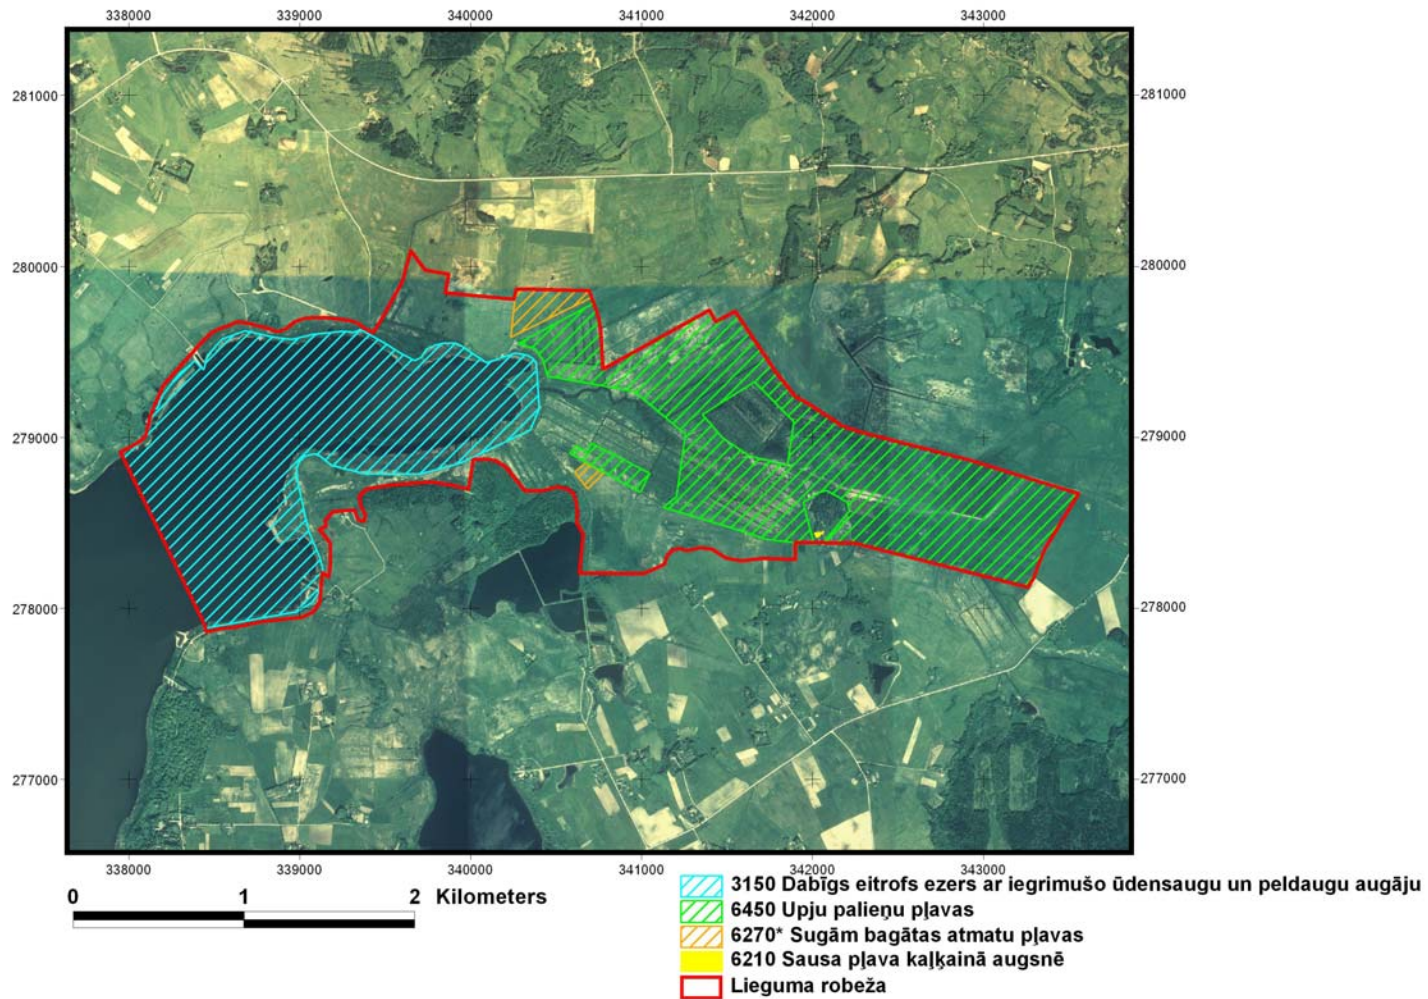 338000 339000 340000 341000 342000 343000
281000 281000
280000 280000
279000 279000
278000 278000
277000 277000
338000 339000 340000 341000 342000 343000
0 1 2 Kilometers
3150 Dabīgs eitrofs ezers ar iegrimušo ūdensaugu un peldaugu augāju
6450 Upju palieņu pļavas
6270* Sugām bagātas atmatu pļavas
6210 Sausa pļava kaļķainā augsnē
Lieguma robeža